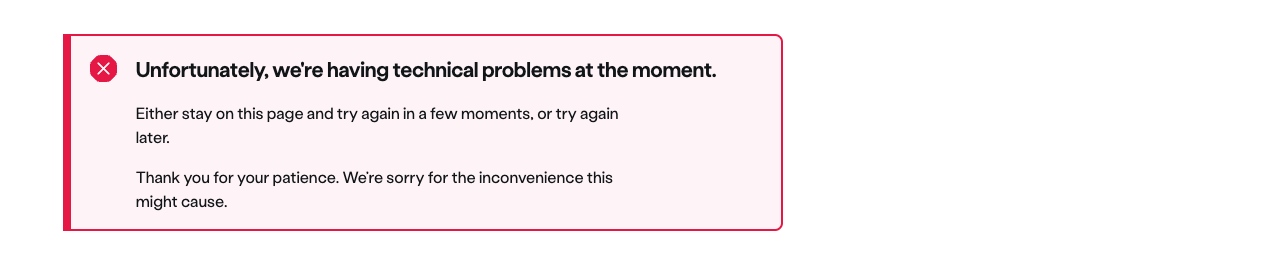 Unfortunately, we're having technical problems at the moment.
Either stay on this page and try again in a few moments, or try again
later.
Thank you for your patience. We're sorry for the inconvenience this
might cause.